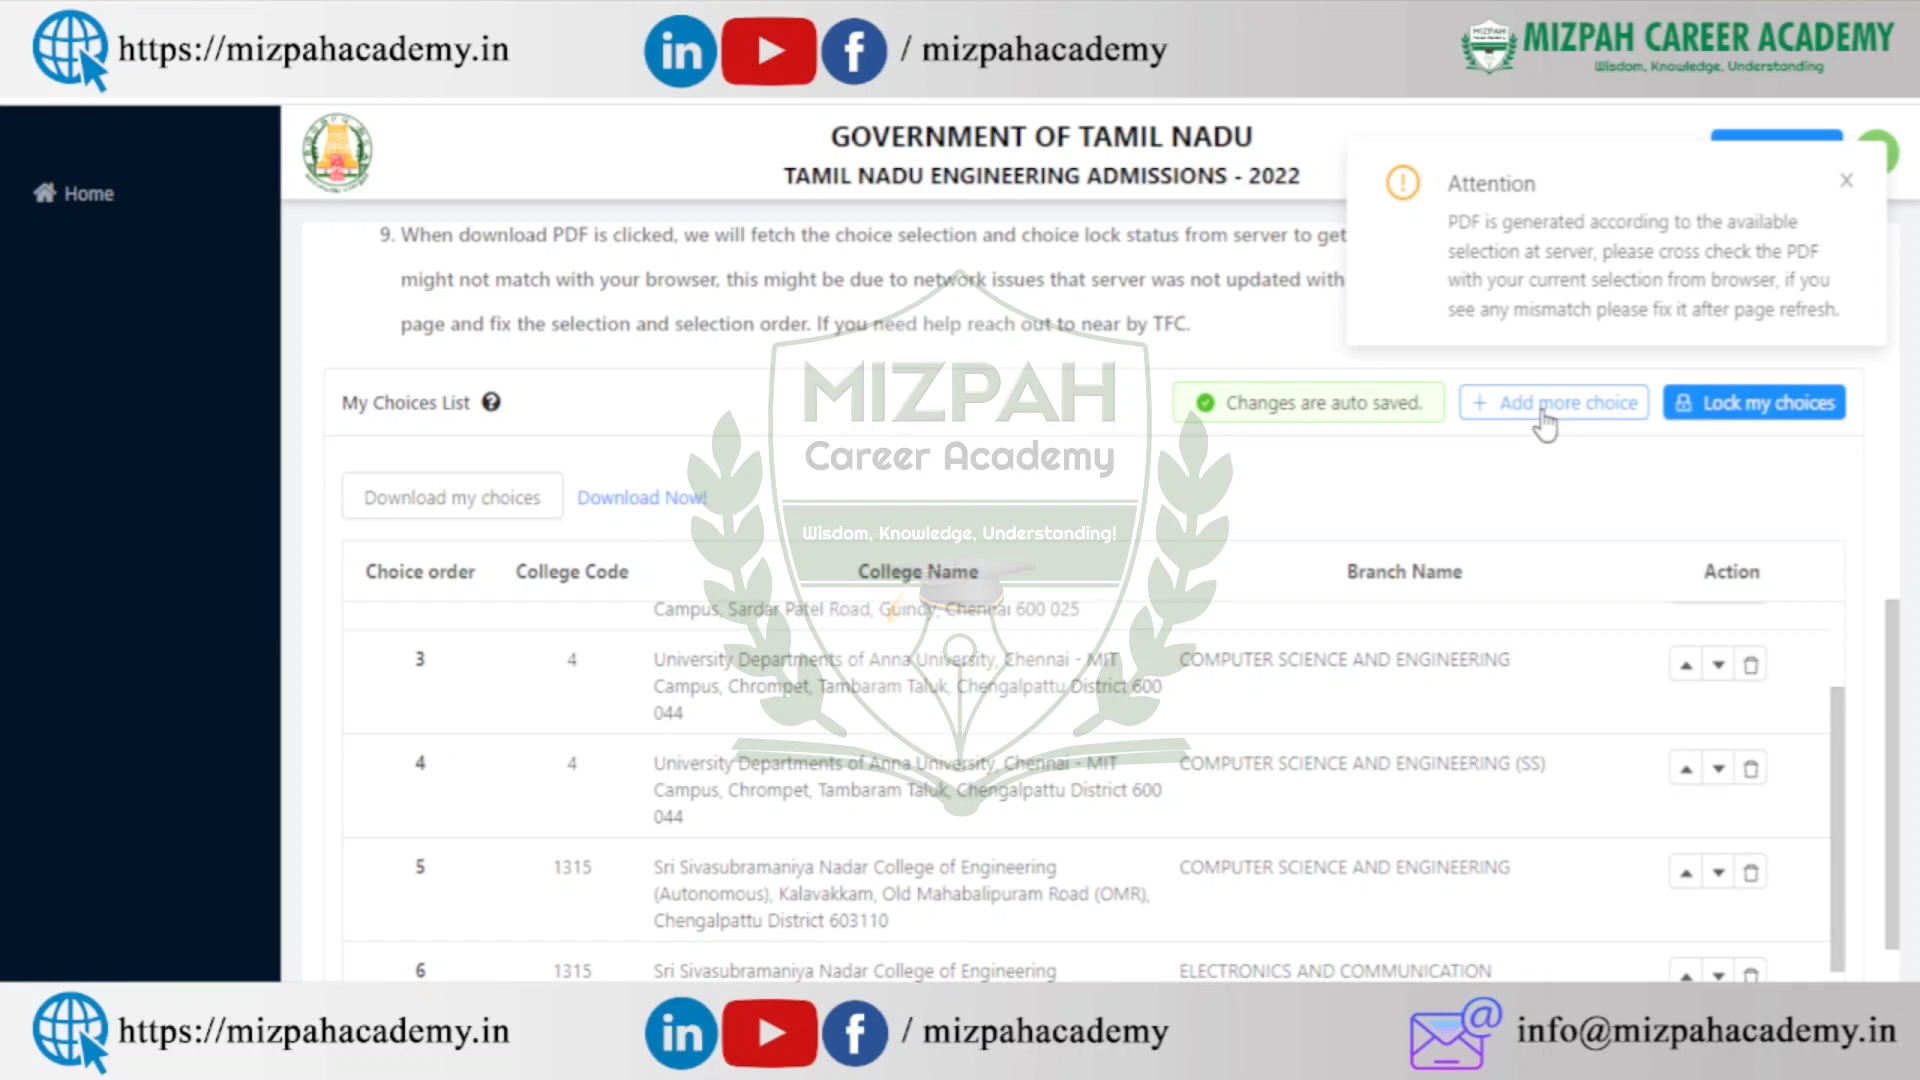 https://mizpahacademy.in
in
f
/ mizpahacademy
MIZPAH
MIZPAH CAREER ACADEMY
Wisdom, Knowledge, Understanding
Home
GOVERNMENT OF TAMIL NADU
TAMIL NADU ENGINEERING ADMISSIONS - 2022
Attention
PDF is generated according to the available
selection at server, please cross check the PDF
with your current selection from browser, if you
see any mismatch please fix it after page refresh.
9. When download PDF is clicked, we will fetch the choice selection and choice lock status from server to get
might not match with your browser, this might be due to network issues that server was not updated with
page and fix the selection and selection order. If you need help reach out to near by TFC.
My Choices List
Changes are auto saved.
+ Add more choice
Lock my choices
MIZPAH
Career Academy
Wisdom, Knowledge, Understanding!
Download my choices
Download Now!
Choice order College Code College Name Branch Name Action
Campus, Sardar Patel Road, Guindy, Chennai 600 025
3 4 University Departments of Anna University, Chennai - MIT COMPUTER SCIENCE AND ENGINEERING
Campus, Chrompet, Tambaram Taluk, Chengalpattu District 600
044
4 4 University Departments of Anna University, Chennai - MIT COMPUTER SCIENCE AND ENGINEERING (SS)
Campus, Chrompet, Tambaram Taluk, Chengalpattu District 600
044
5 1315 Sri Sivasubramaniya Nadar College of Engineering COMPUTER SCIENCE AND ENGINEERING
(Autonomous), Kalavakkam, Old Mahabalipuram Road (OMR),
Chengalpattu District 603110
6 1315 Sri Sivasubramaniya Nadar College of Engineering ELECTRONICS AND COMMUNICATION
https://mizpahacademy.in
in
f
/ mizpahacademy
@
info@mizpahacademy.in